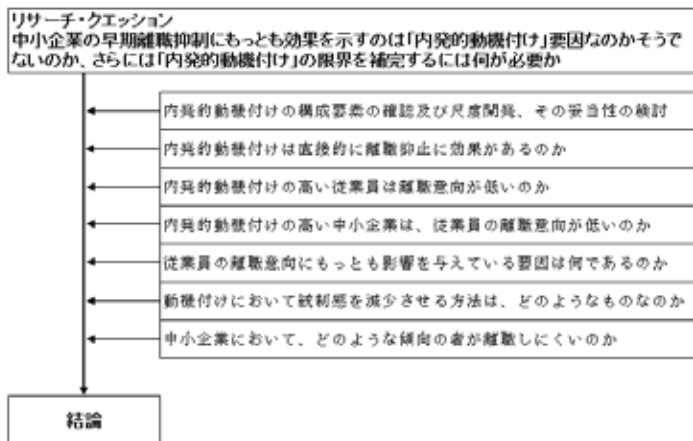 リサーチ・クエッション
中小企業の早期離職抑制にもっとも効果を示すのは「内発的動機付け」要因なのかそうで
ないのか、さらには「内発的動機付け」の限界を補完するには何が必要か
内発的動機付けの構成要素の確認及び尺度開発、その妥当性の検討
内発的動機付けは直接的に離職抑止に効果があるのか
内発的動機付けの高い従業員は離職意向が低いのか
内発的動機付けの高い中小企業は、従業員の離職意向が低いのか
従業員の離職意向にもっとも影響を与えている要因は何であるのか
動機付けにおいて統制感を減少させる方法は、どのようなものなのか
中小企業において、どのような傾向の者が離職しにくいのか
結論